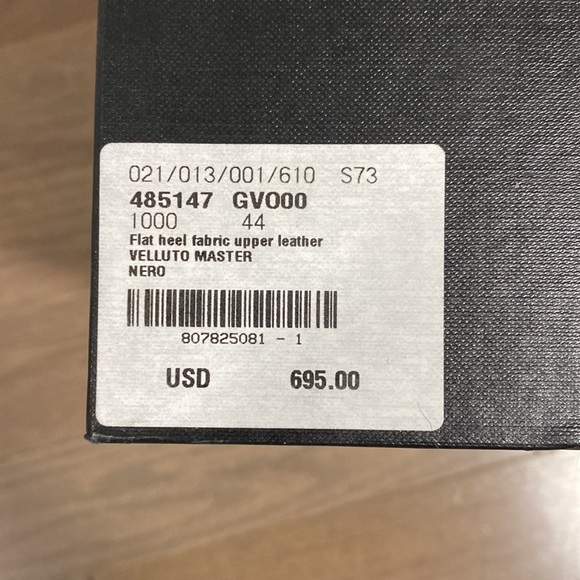 021/013/001/610 S73
485147 GVO00
1000 44
Flat heel fabric upper leather
VELLUTO MASTER
NERO
807825081 - 1
USD 695.00